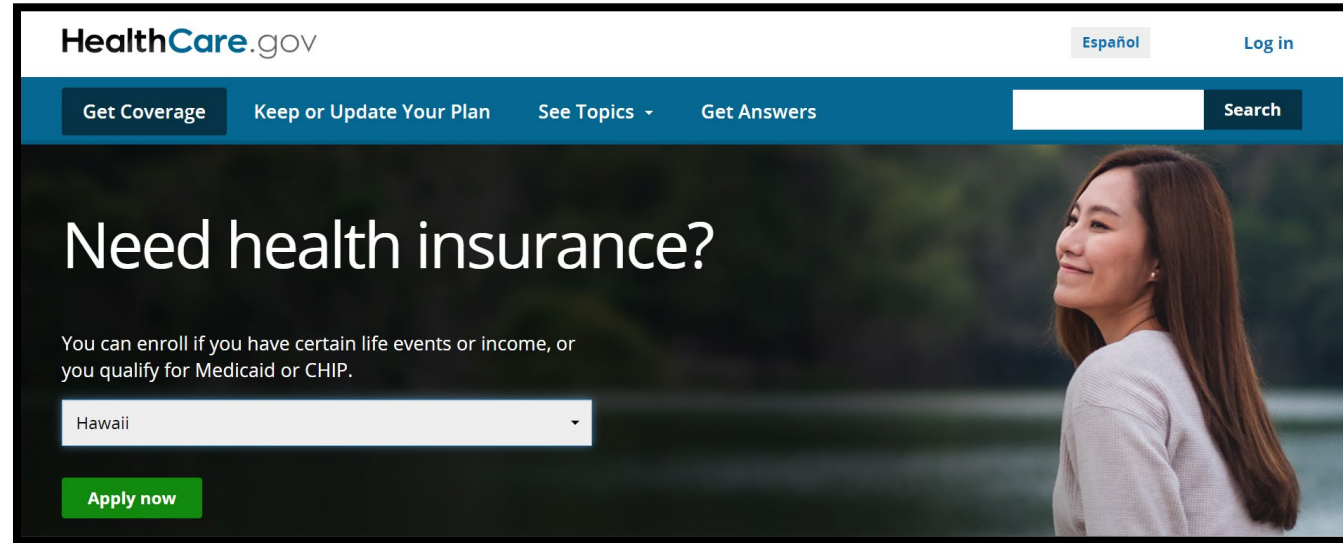 HealthCare.gov
Español
Log in
Get Coverage
Keep or Update Your Plan
See Topics
Get Answers
Search
Need health insurance?
You can enroll if you have certain life events or income, or
you qualify for Medicaid or CHIP.
Hawaii
Apply now